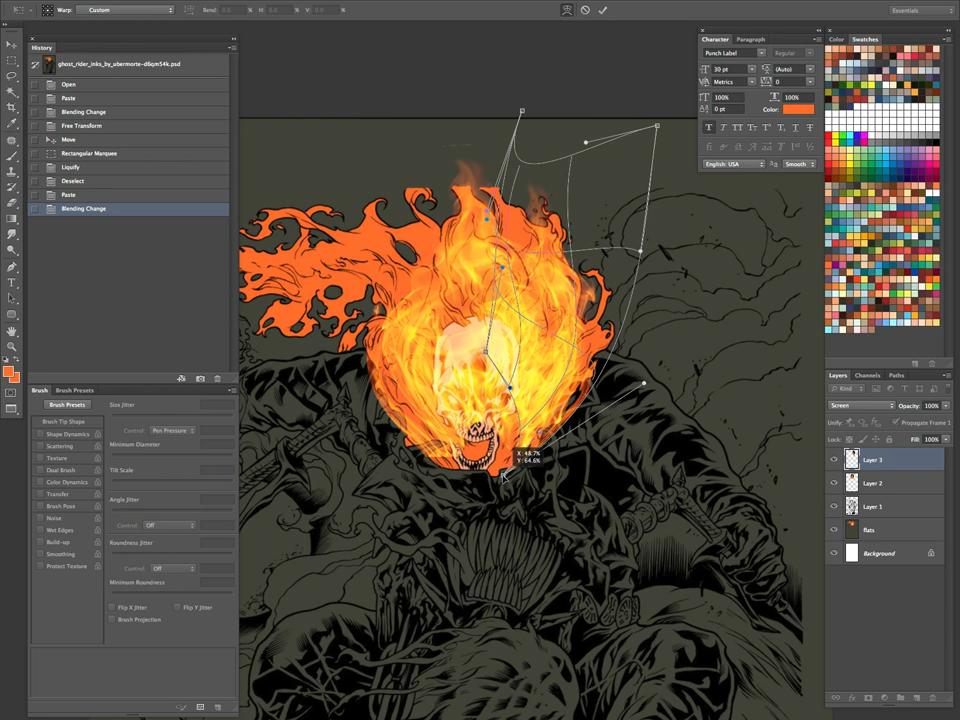 Warp: Custom Bend: 0.0 % H: 0.0 % V: 0.0 %
Essentials
History
ghost_rider_inks_by_ubermorte-d6qm54k.psd
Open
Paste
Blending Change
Free Transform
Move
Rectangular Marquee
Liquify
Deselect
Paste
Blending Change
Brush Brush Presets
Brush Presets
Brush Tip Shape
Shape Dynamics
Scattering
Texture
Dual Brush
Color Dynamics
Transfer
Brush Pose
Noise
Wet Edges
Build-up
Smoothing
Protect Texture
Size Jitter
Control: Pen Pressure
Minimum Diameter
Tilt Scale
Angle Jitter
Control: Off
Roundness Jitter
Control: Off
Minimum Roundness
Flip X Jitter Flip Y Jitter
Brush Projection
X: 48.7%
Y: 64.6%
Character Paragraph
Punch Label Regular
30 pt (Auto)
Metrics 0
100% 100%
0 pt Color:
English: USA Smooth
Color Swatches
Layers Channels Paths
Kind
Screen Opacity: 100%
Unify: Propagate Frame 1
Lock: Fill: 100%
Layer 3
Layer 2
Layer 1
flats
Background